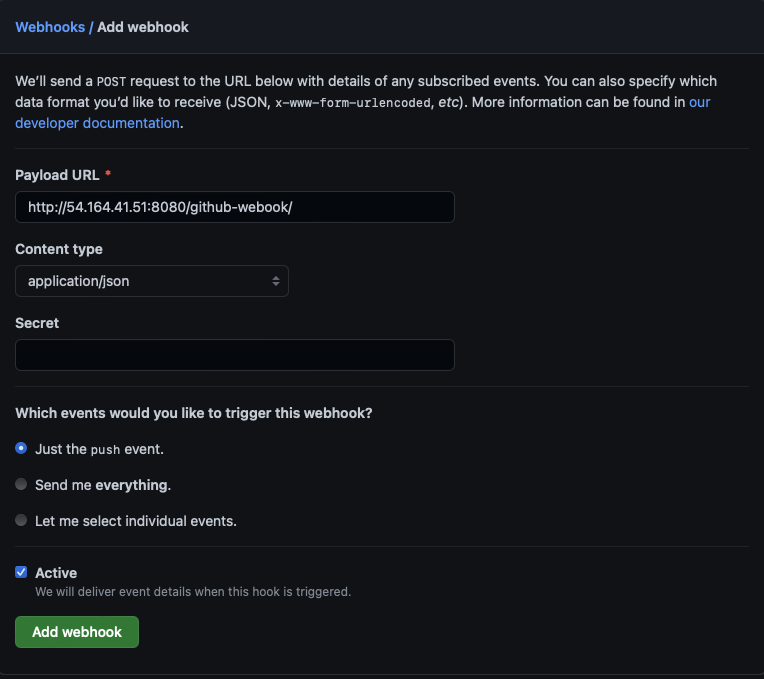 Webhooks / Add webhook
We’ll send a POST request to the URL below with details of any subscribed events. You can also specify which
data format you’d like to receive (JSON, x-www-form-urlencoded, etc). More information can be found in our
developer documentation.
Payload URL *
http://54.164.41.51:8080/github-webook/
Content type
application/json
Secret
Which events would you like to trigger this webhook?
Just the push event.
Send me everything.
Let me select individual events.
Active
We will deliver event details when this hook is triggered.
Add webhook